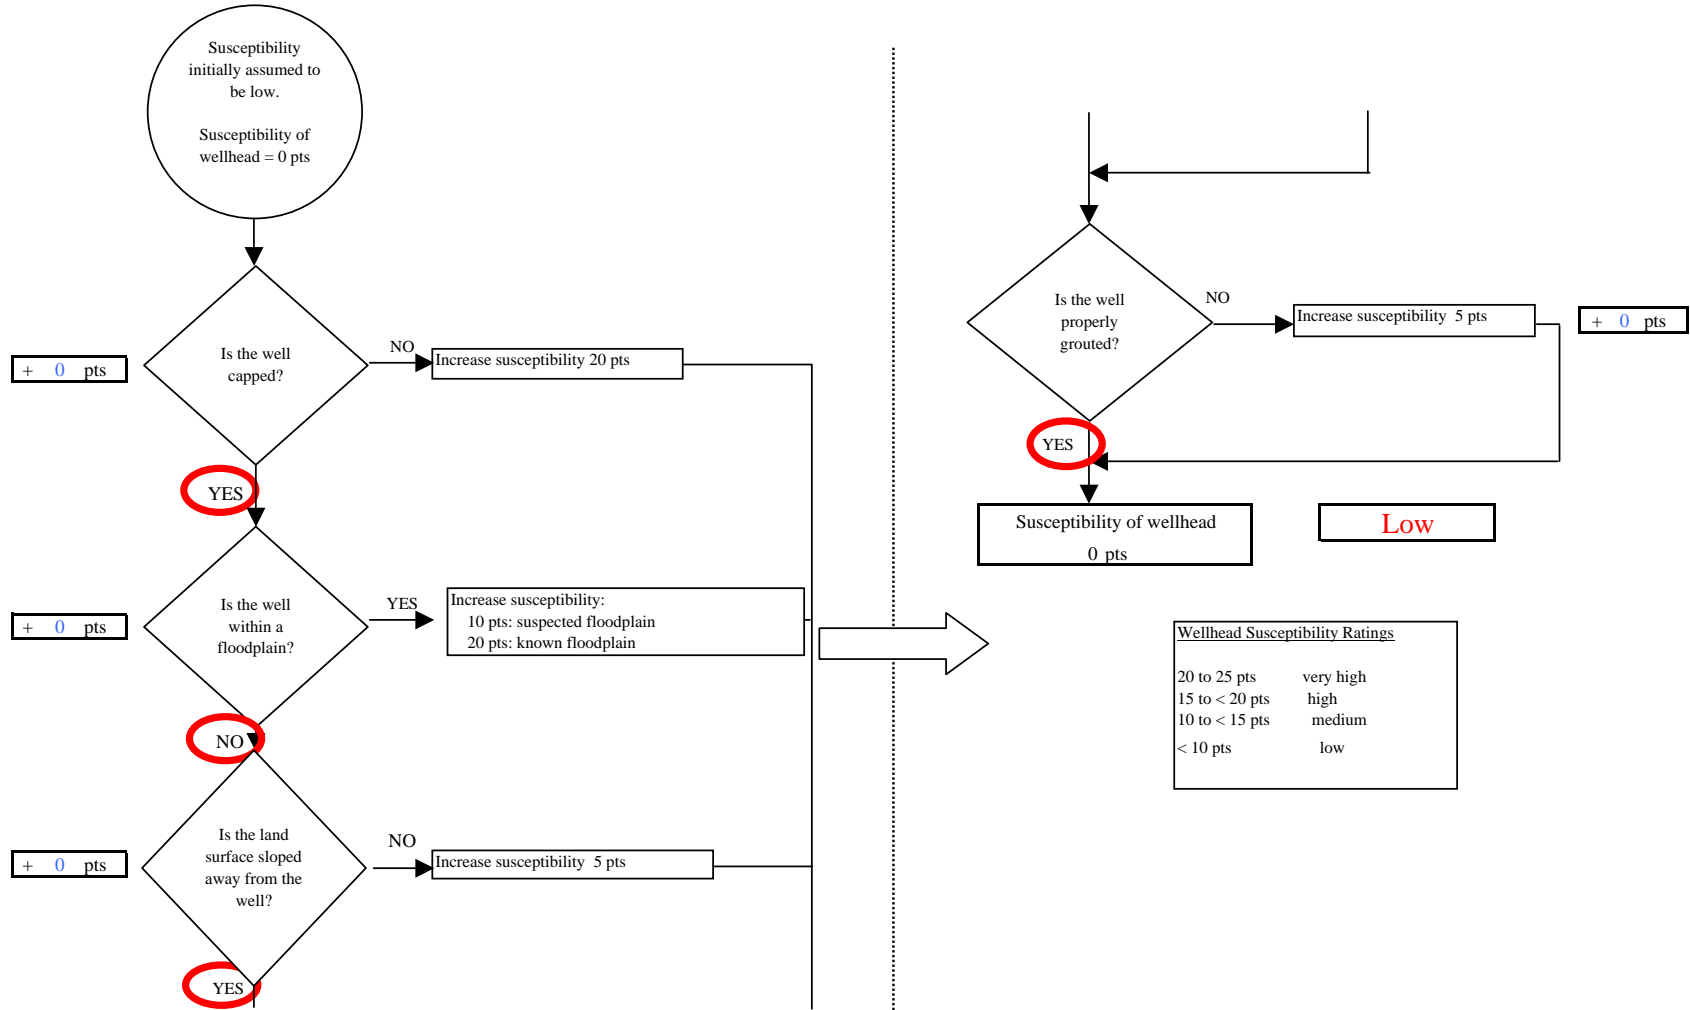 Susceptibility
initially assumed to
be low.
Susceptibility of
wellhead = 0 pts
Is the well
capped?
NO
Increase susceptibility 20 pts
+ 0 pts
YES
Is the well
within a
floodplain?
YES
Increase susceptibility:
10 pts: suspected floodplain
20 pts: known floodplain
+ 0 pts
NO
Is the land
surface sloped
away from the
well?
NO
Increase susceptibility 5 pts
+ 0 pts
YES
Is the well
properly
grouted?
NO
Increase susceptibility 5 pts
+ 0 pts
YES
Susceptibility of wellhead
0 pts
Low
Wellhead Susceptibility Ratings
20 to 25 pts very high
15 to < 20 pts high
10 to < 15 pts medium
< 10 pts low